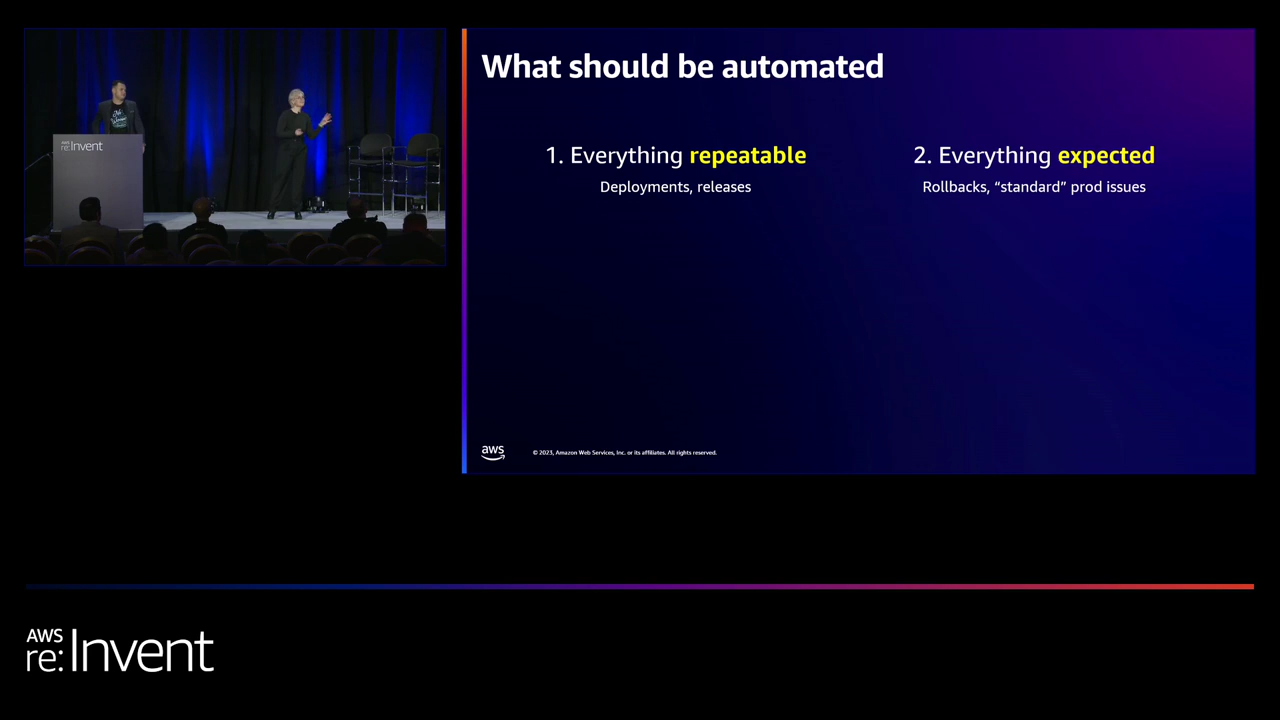 AWS
re:Invent
What should be automated
1. Everything repeatable
Deployments, releases
2. Everything expected
Rollbacks, “standard” prod issues
aws
© 2023, Amazon Web Services, Inc. or its affiliates. All rights reserved.
AWS
re:Invent